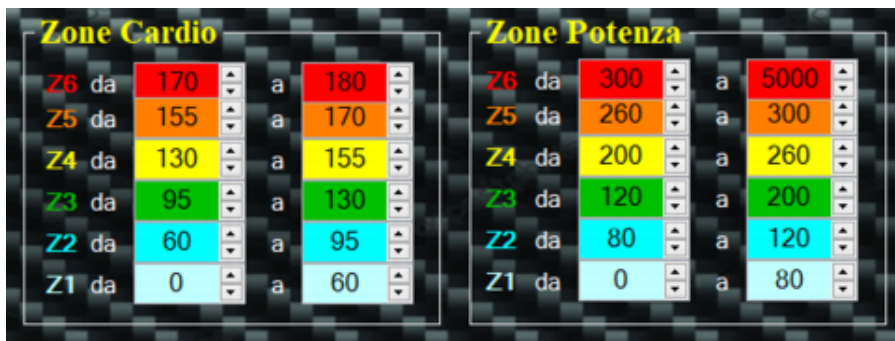 Zone Cardio
Z6 da 170 a 180
Z5 da 155 a 170
Z4 da 130 a 155
Z3 da 95 a 130
Z2 da 60 a 95
Z1 da 0 a 60
Zone Potenza
Z6 da 300 a 5000
Z5 da 260 a 300
Z4 da 200 a 260
Z3 da 120 a 200
Z2 da 80 a 120
Z1 da 0 a 80